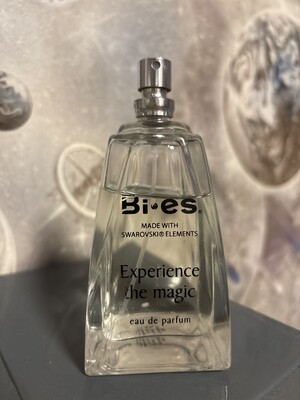 Bi·es®
MADE WITH
SWAROVSKI® ELEMENTS
Experience
the magic
eau de parfum